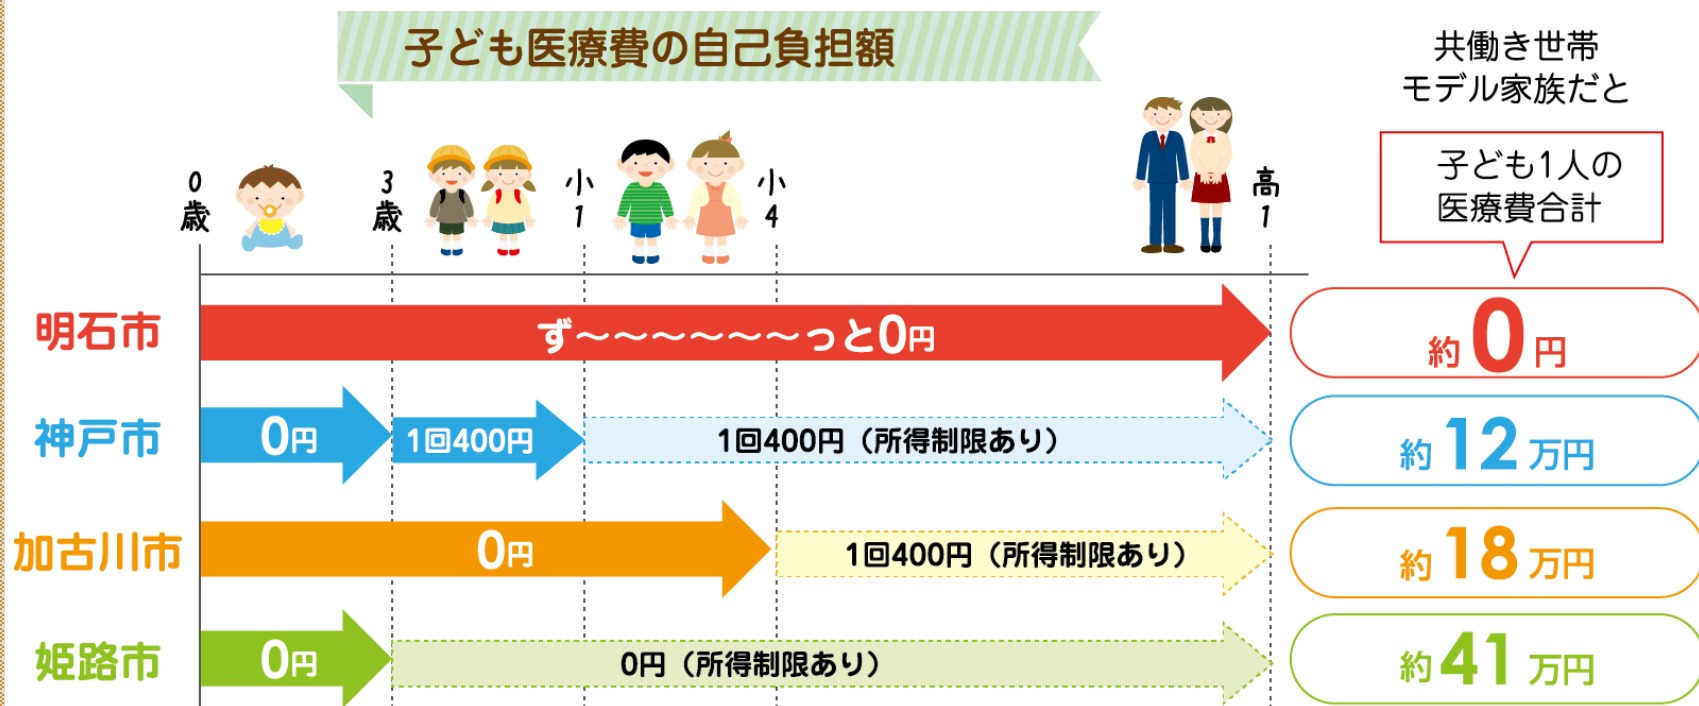 子ども医療費の自己負担額
共働き世帯
モデル家族だと
子ども1人の
医療費合計
0歳
3歳
小1
小4
高1
明石市
ず～～～～～～っと0円
約0円
神戸市
0円
1回400円
1回400円（所得制限あり）
約12万円
加古川市
0円
1回400円（所得制限あり）
約18万円
姫路市
0円
0円（所得制限あり）
約41万円